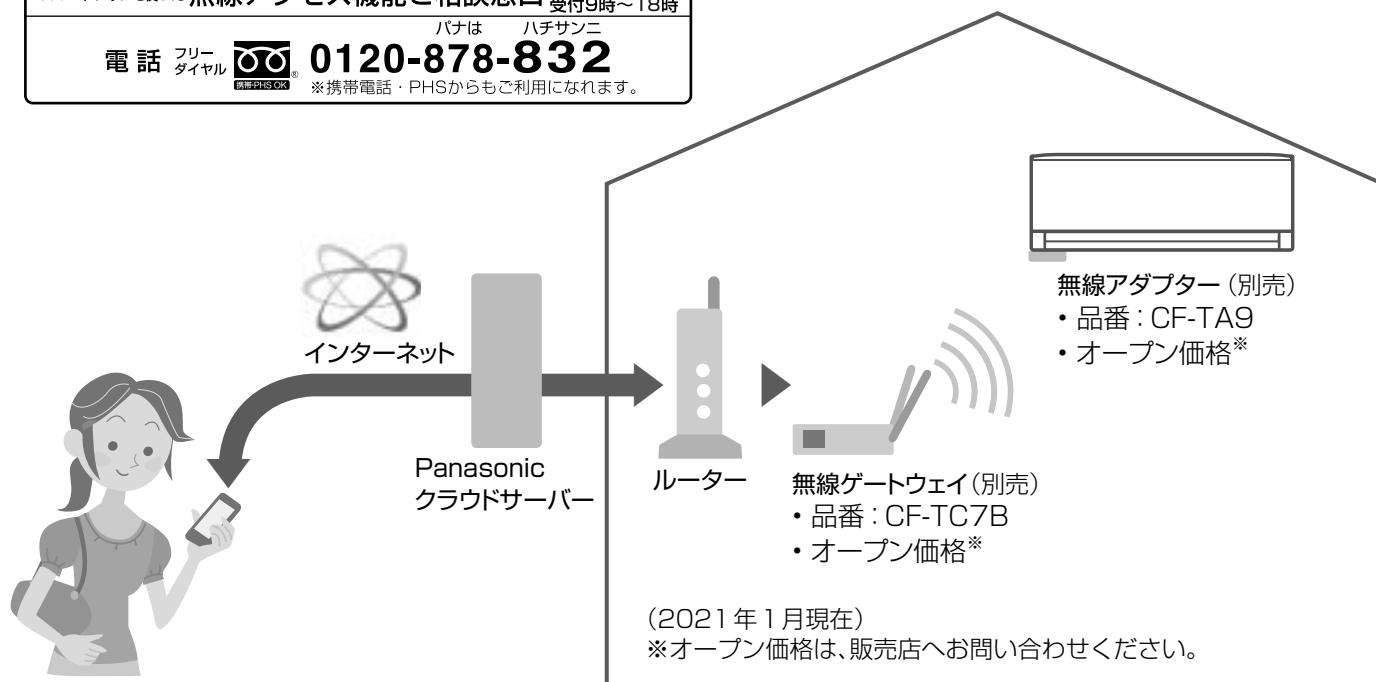 無線アクセス機能ご相談窓口 受付9時～18時
パナは ハチサンニ
電話 フリーダイヤル 0120-878-832
携帯・PHS OK
※携帯電話・PHSからもご利用になれます。
無線アダプター（別売）
・品番：CF-TA9
・オープン価格※
インターネット
Panasonic
クラウドサーバー
ルーター
無線ゲートウェイ（別売）
・品番：CF-TC7B
・オープン価格※
（2021年1月現在）
※オープン価格は、販売店へお問い合わせください。